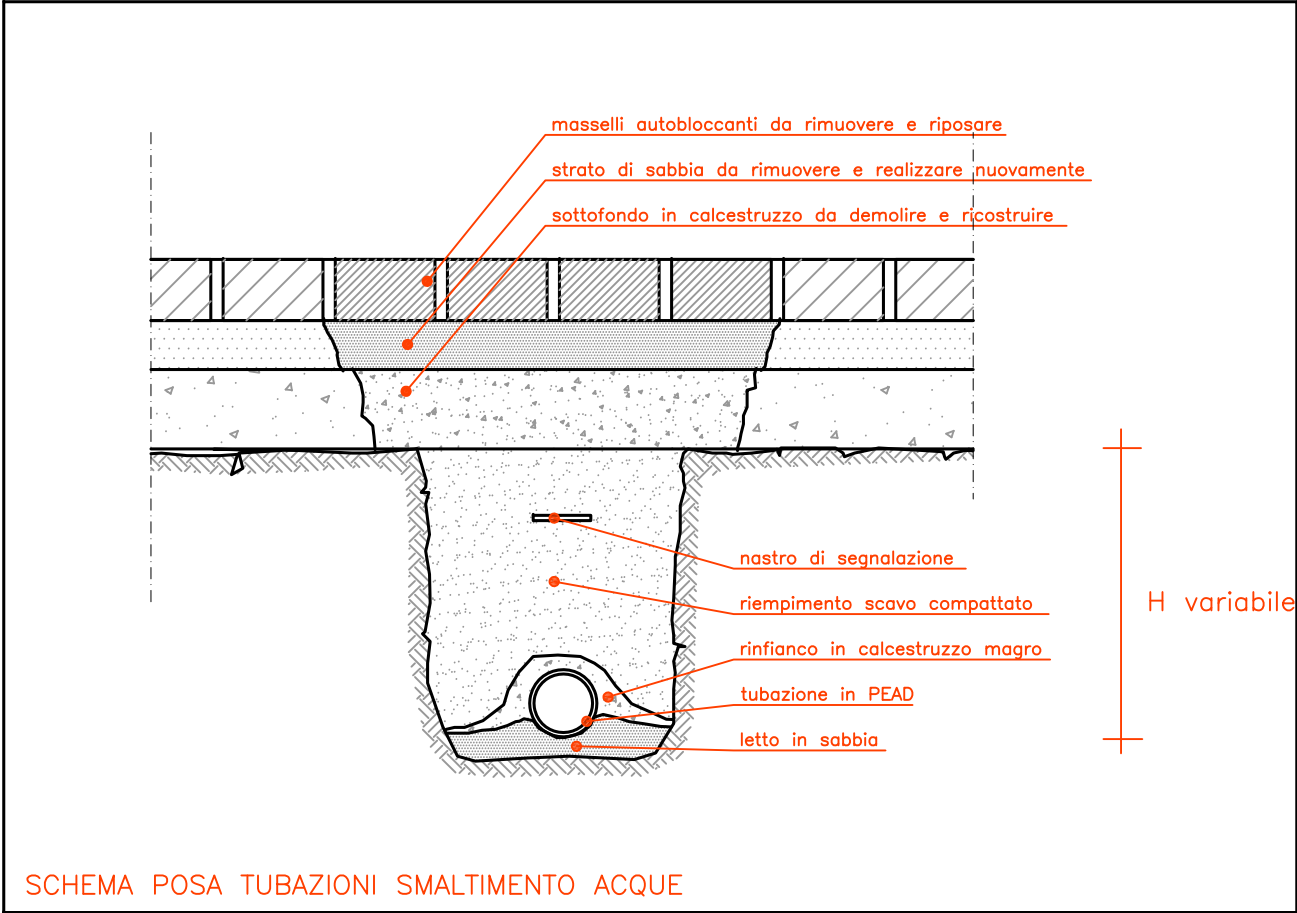 masselli autobloccanti da rimuovere e riposare
strato di sabbia da rimuovere e realizzare nuovamente
sottofondo in calcestruzzo da demolire e ricostruire
nastro di segnalazione
riempimento scavo compattato
H variabile
rinfianco in calcestruzzo magro
tubazione in PEAD
letto in sabbia
SCHEMA POSA TUBAZIONI SMALTIMENTO ACQUE